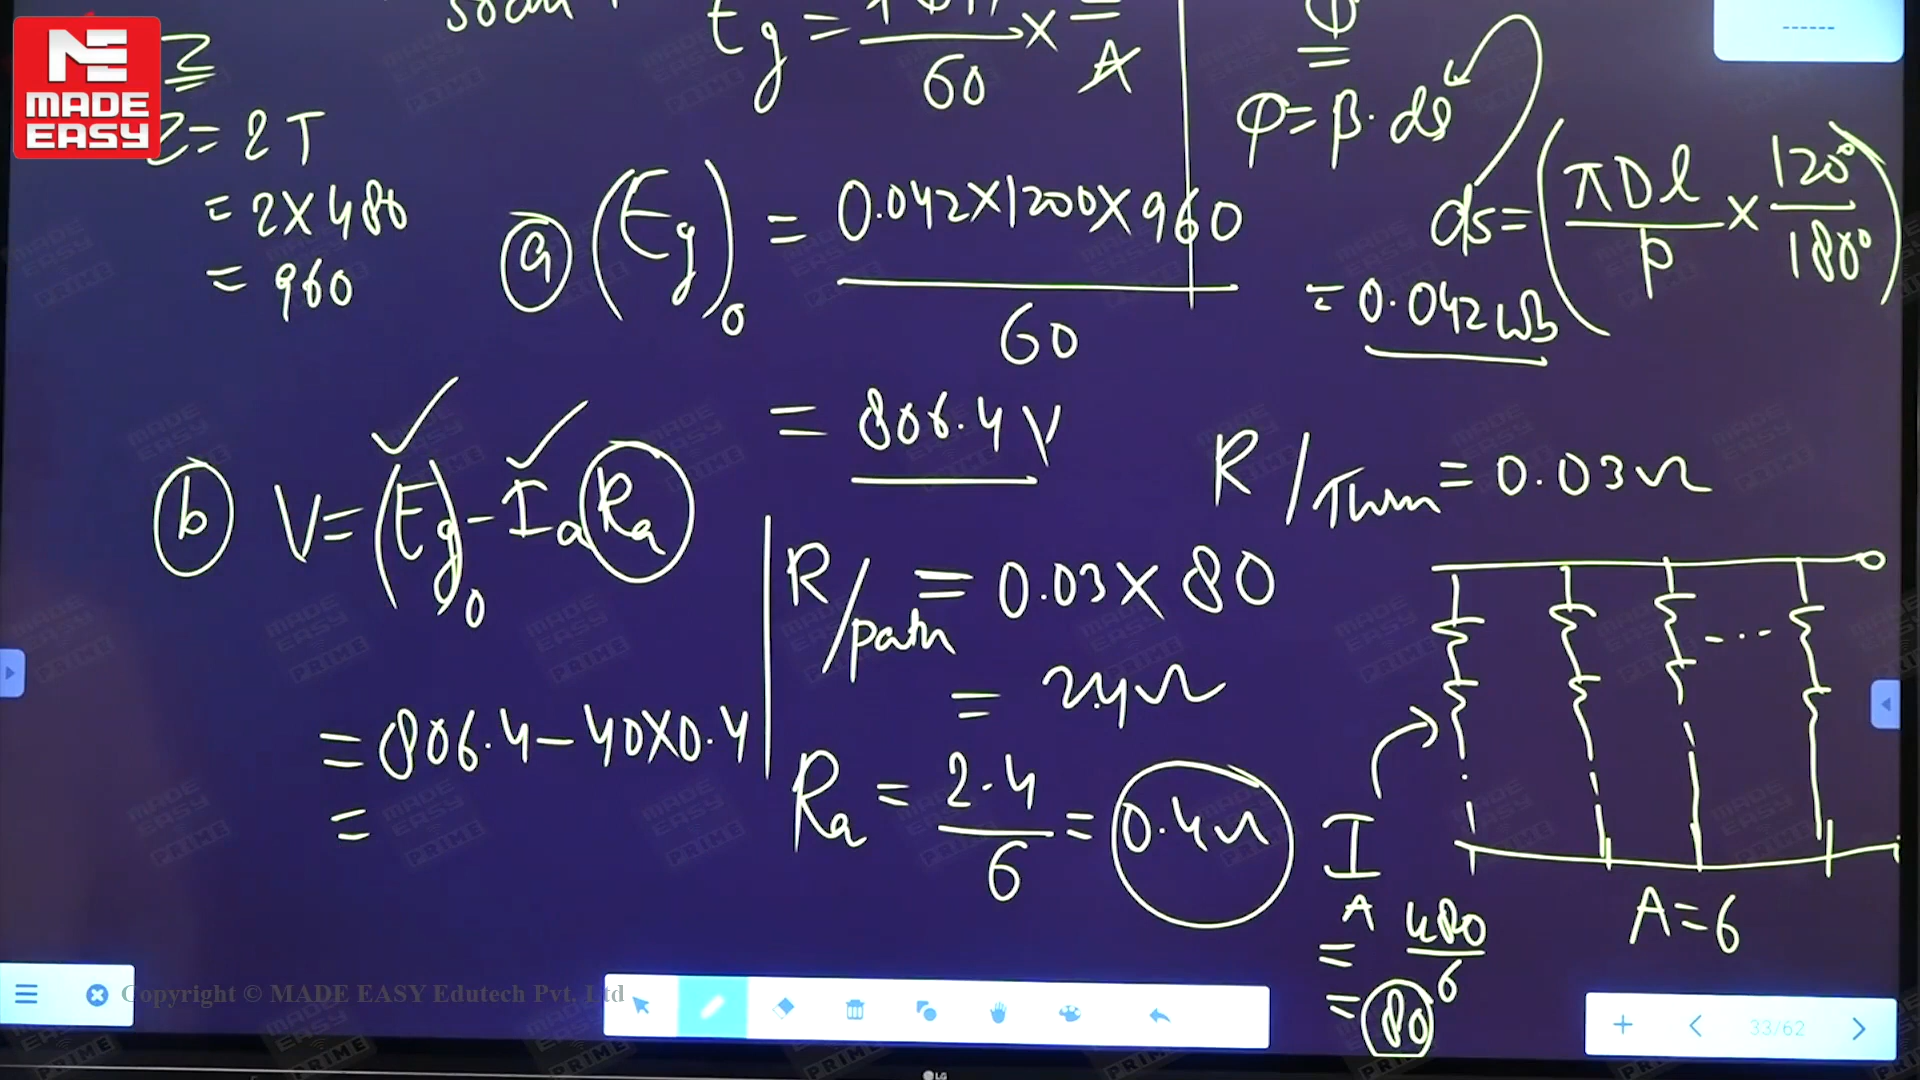 MADE
EASY
Z
Z = 2T
= 2 X 480
= 960
Eg = / 60 X / A
Φ
φ = β. ds
ds = (πDl / P X 120° / 180°)
= 0.042 Wb
(a) (Eg)0 = 0.042 X 1200 X 960 / 60
= 806.4 V
(b) V = (Eg)0 - Ia Ra
= 806.4 - 40 X 0.4
=
R/Turn = 0.03 Ω
R/path = 0.03 X 80
= 2.4 Ω
Ra = 2.4 / 6 = 0.4 Ω
I
A
= 480 / 6
= 80
A = 6
Copyright © MADE EASY Edutech Pvt. Ltd
33/62
LG